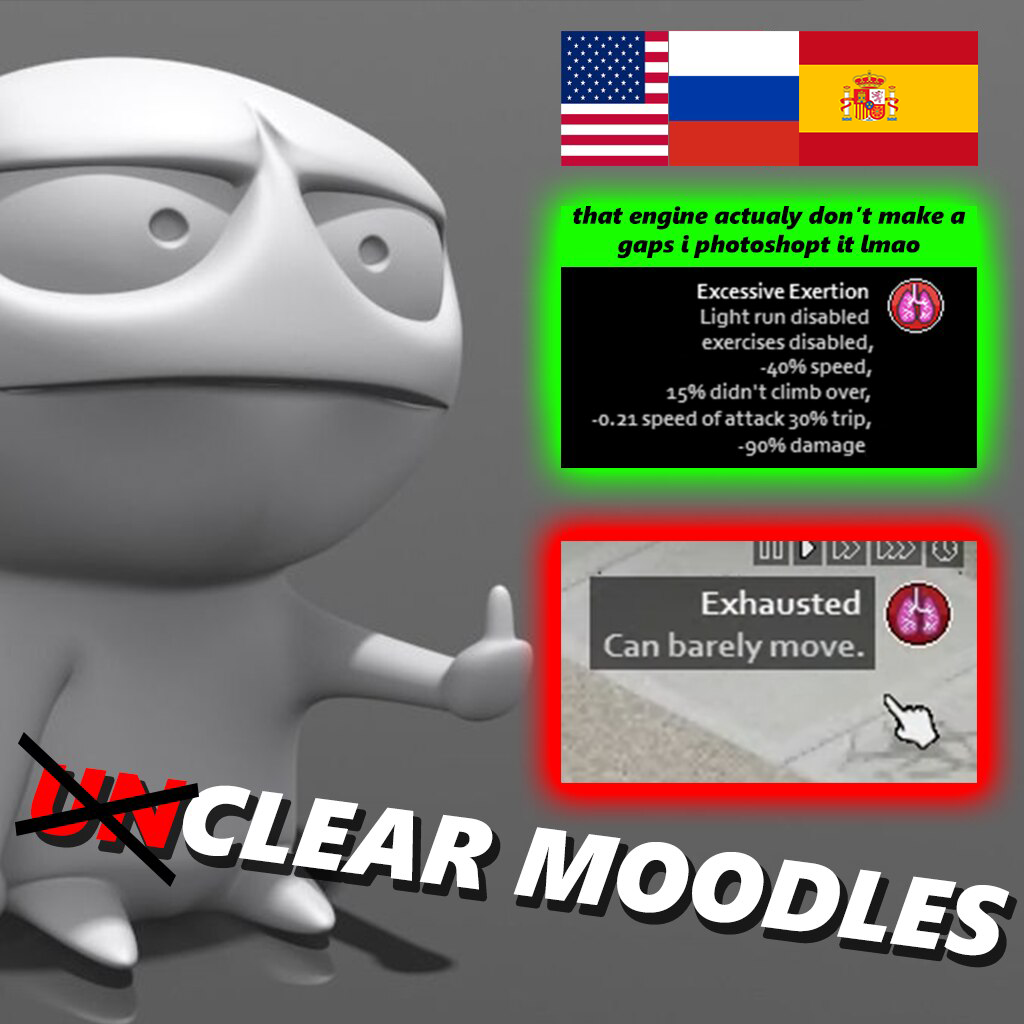 that engine actualy don't make a
gaps i photoshopt it lmao
Excessive Exertion
Light run disabled
exercises disabled,
-40% speed,
15% didn't climb over,
-0.21 speed of attack 30% trip,
-90% damage
Exhausted
Can barely move.
UNCLEAR MOODLES